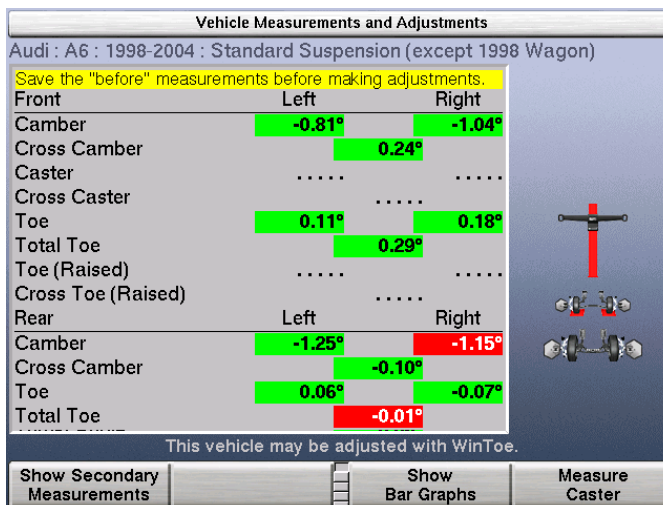 Vehicle Measurements and Adjustments
Audi : A6 : 1998-2004 : Standard Suspension (except 1998 Wagon)
Save the "before" measurements before making adjustments.
Front Left Right
Camber -0.81° -1.04°
Cross Camber 0.24°
Caster ..... .....
Cross Caster .....
Toe 0.11° 0.18°
Total Toe 0.29°
Toe (Raised) ..... .....
Cross Toe (Raised) .....
Rear Left Right
Camber -1.25° -1.15°
Cross Camber -0.10°
Toe 0.06° -0.07°
Total Toe -0.01°
This vehicle may be adjusted with WinToe.
Show Secondary Measurements
Show Bar Graphs
Measure Caster